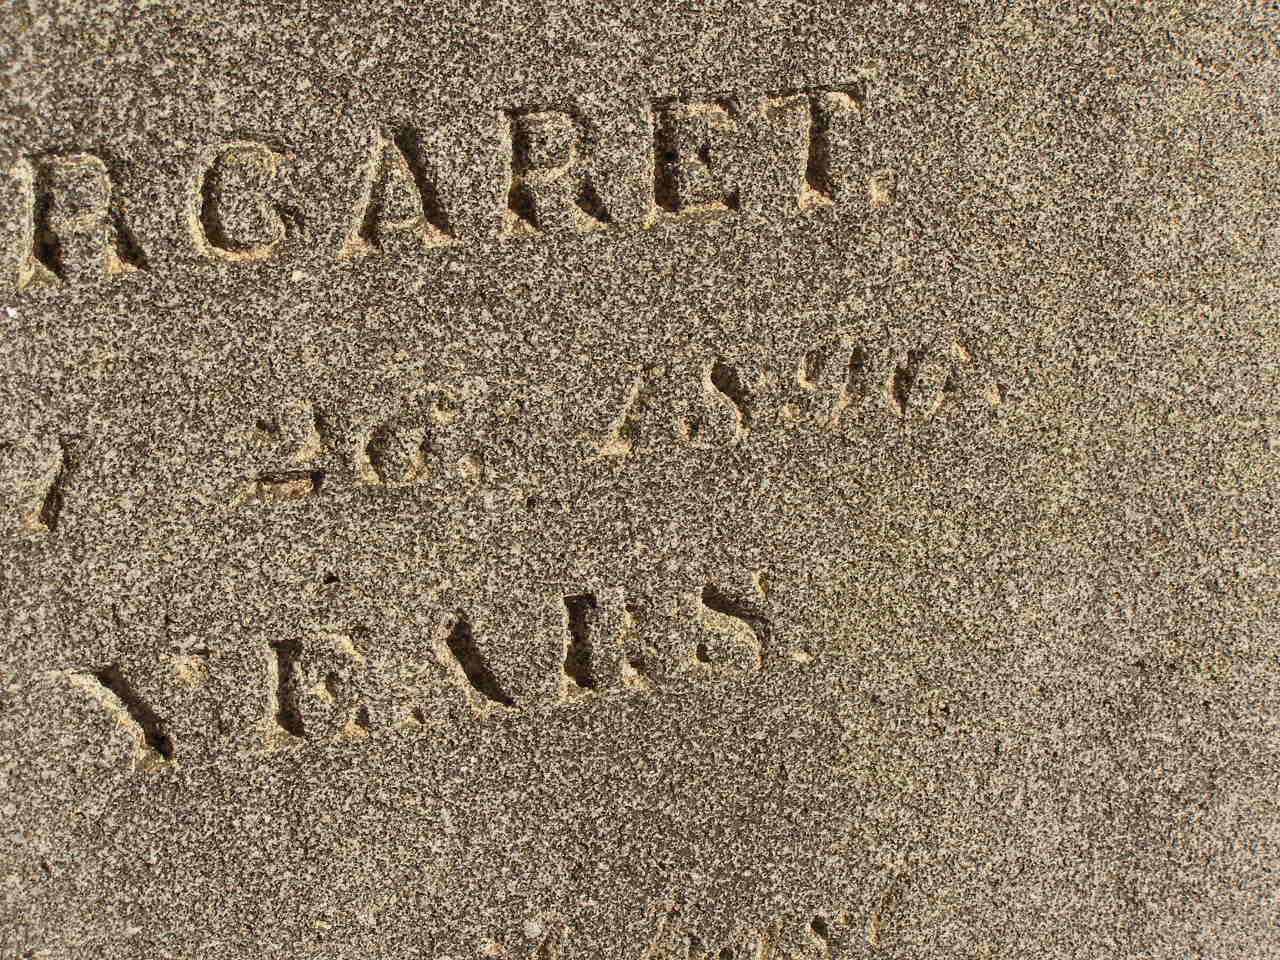 RGARET.
26. 1890.
YEARS.